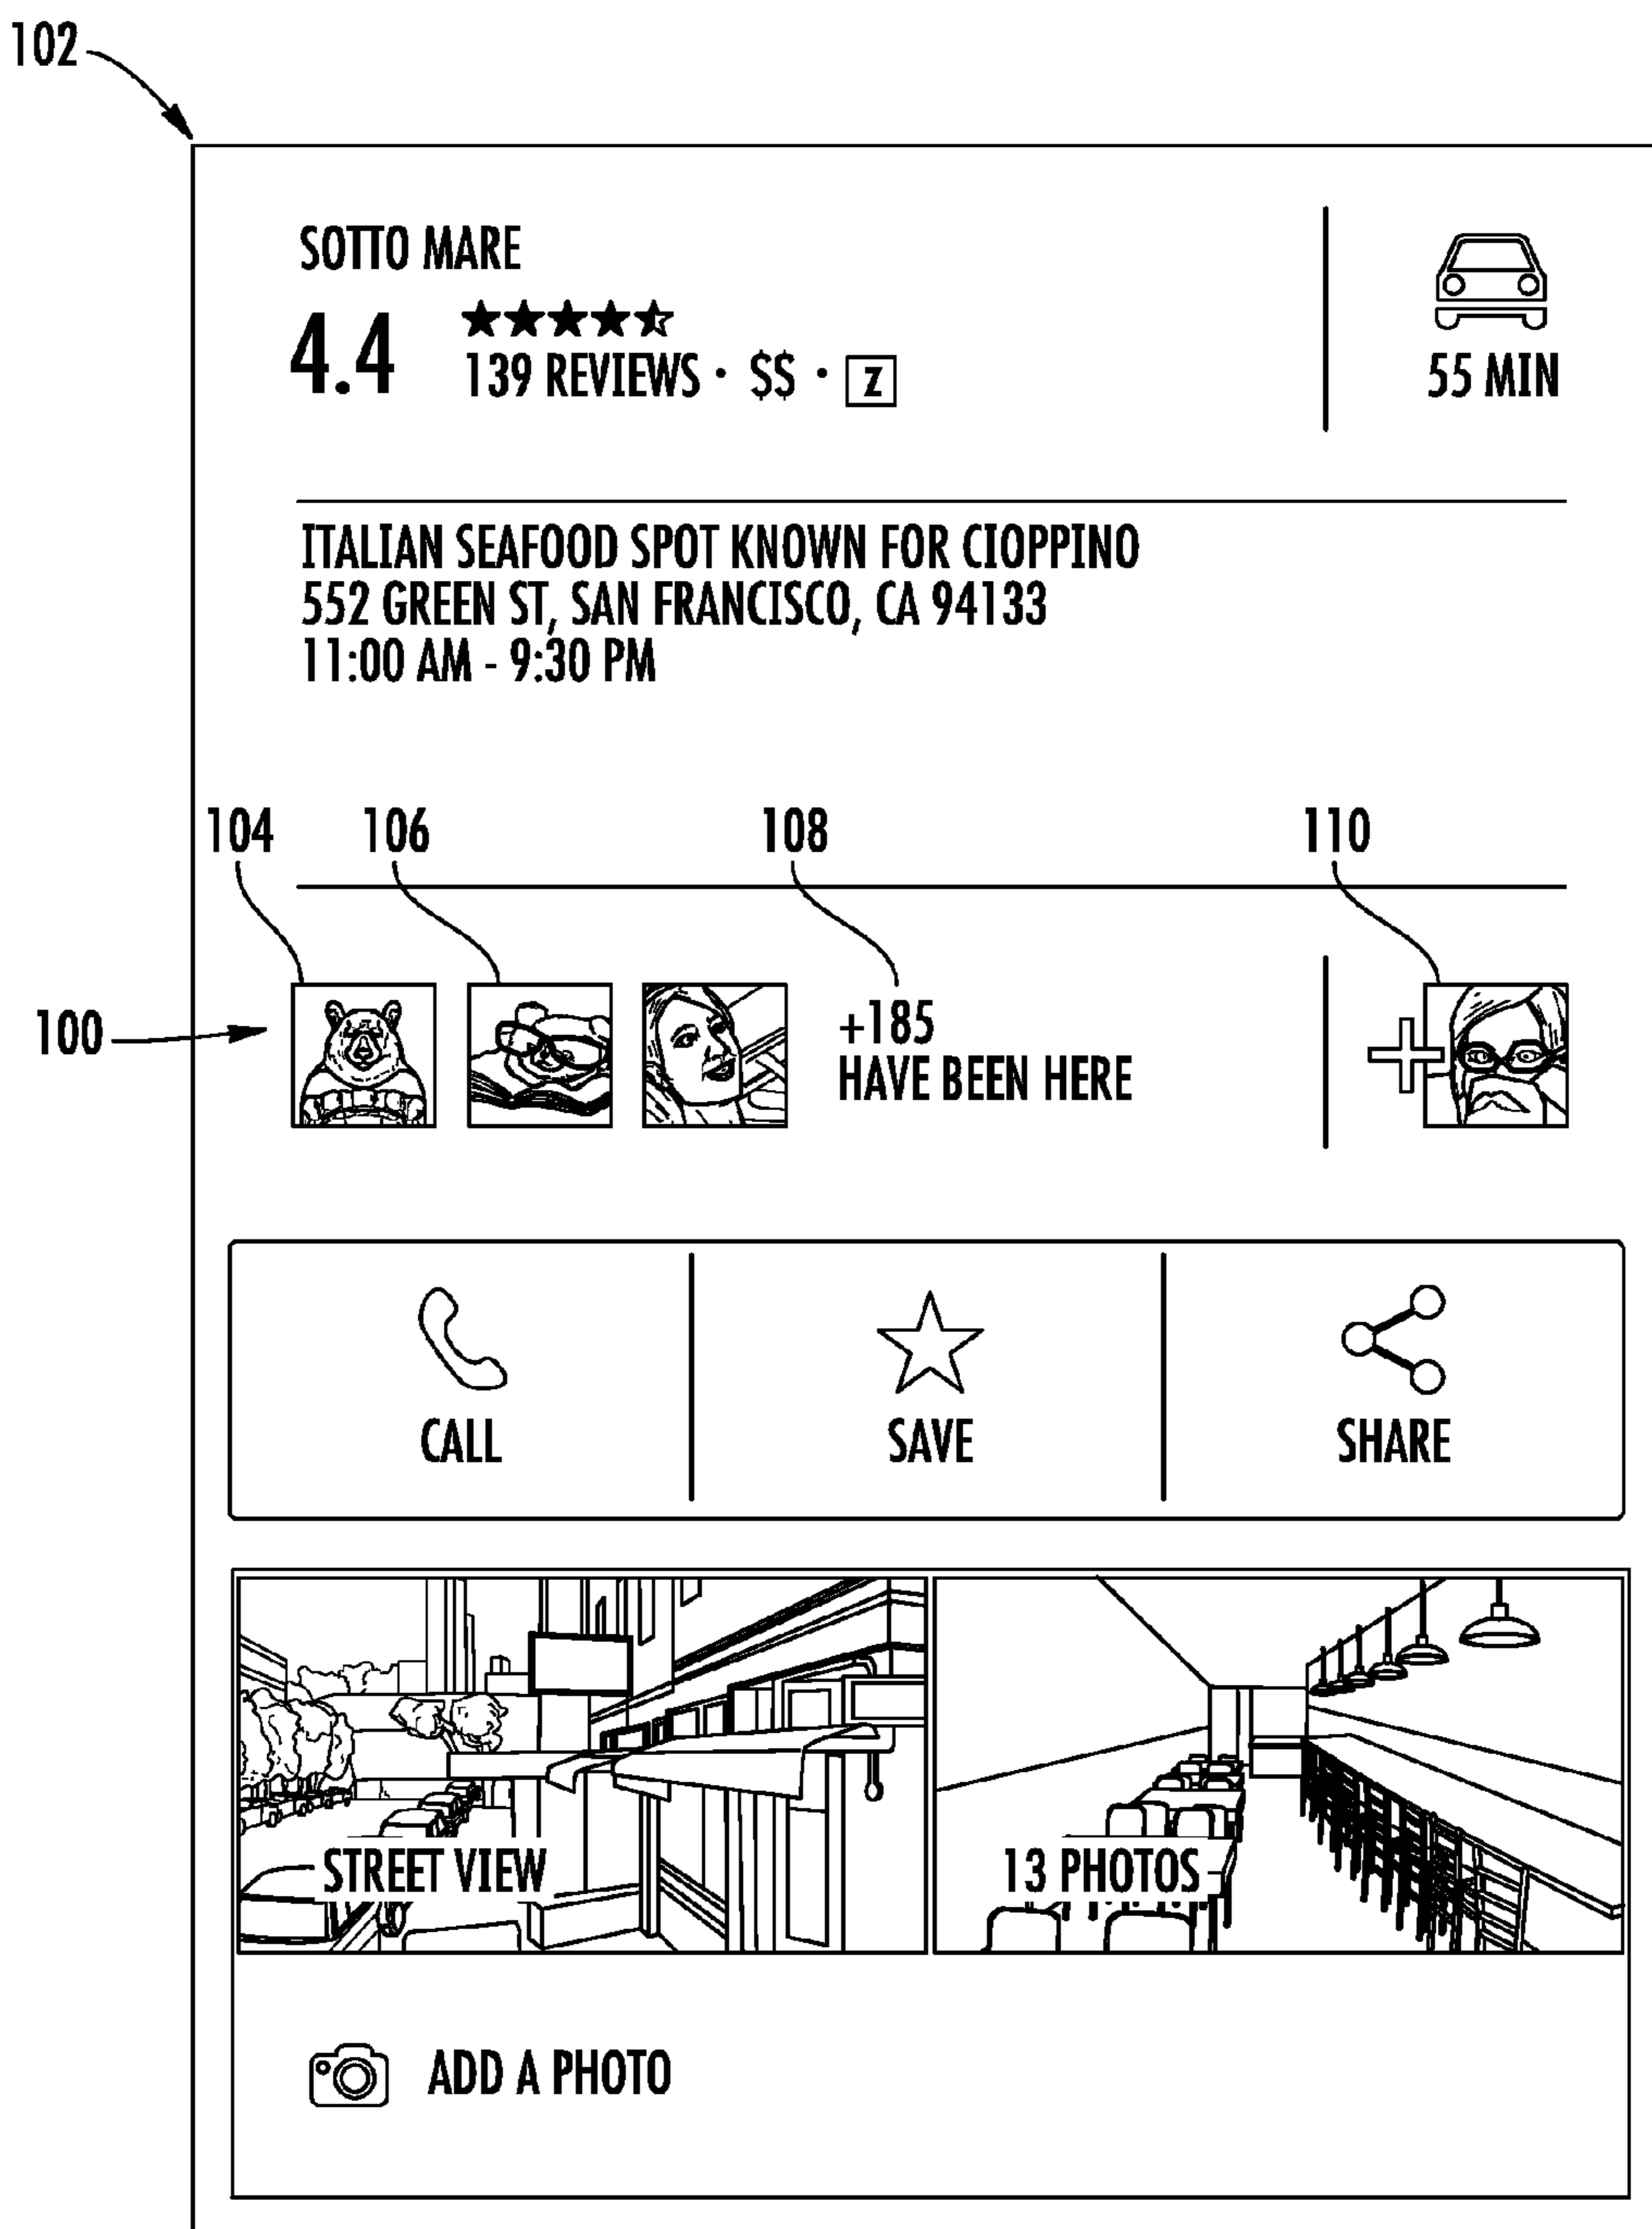 102
SOTTO MARE
4.4
139 REVIEWS · $$ · Z
55 MIN
ITALIAN SEAFOOD SPOT KNOWN FOR CIOPPINO
552 GREEN ST, SAN FRANCISCO, CA 94133
11:00 AM - 9:30 PM
104 106 108 110
100
+185
HAVE BEEN HERE
CALL SAVE SHARE
STREET VIEW 13 PHOTOS
ADD A PHOTO